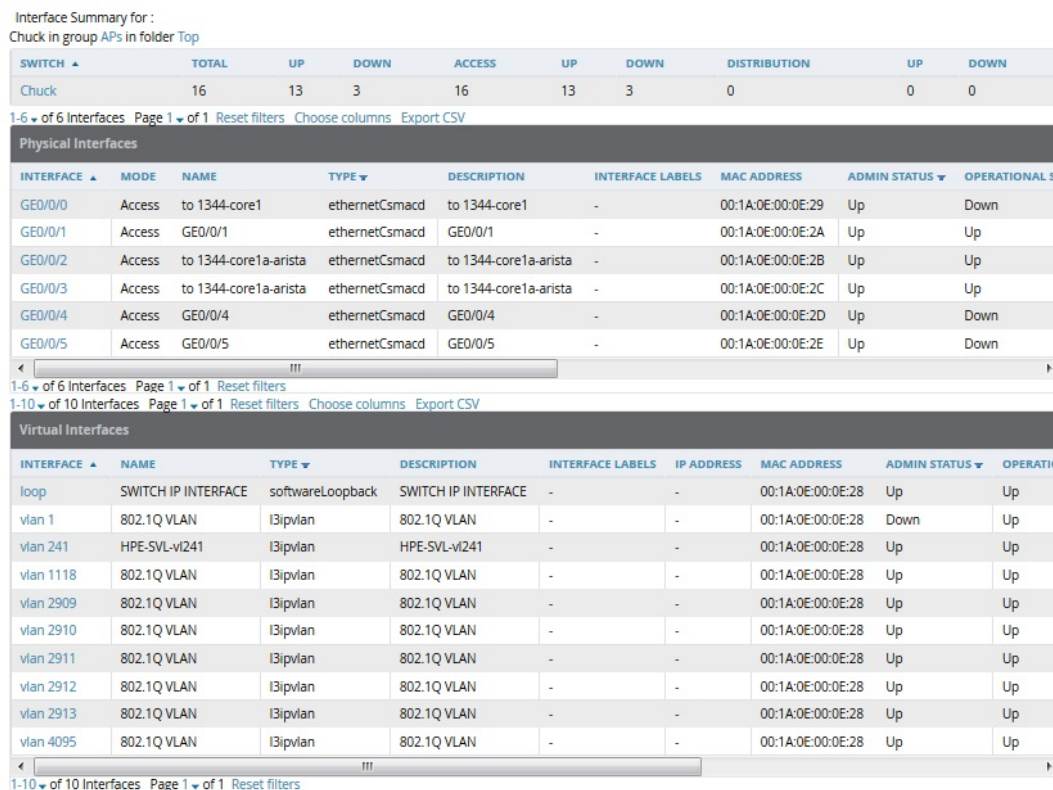 Interface Summary for :
Chuck in group APs in folder Top
SWITCH TOTAL UP DOWN ACCESS UP DOWN DISTRIBUTION UP DOWN
Chuck 16 13 3 16 13 3 0 0 0
1-6 of 6 Interfaces Page 1 of 1 Reset filters Choose columns Export CSV
Physical Interfaces
INTERFACE MODE NAME TYPE DESCRIPTION INTERFACE LABELS MAC ADDRESS ADMIN STATUS OPERATIONAL S
GE0/0/0 Access to 1344-core1 ethernetCsmacd to 1344-core1 - 00:1A:0E:00:0E:29 Up Down
GE0/0/1 Access GE0/0/1 ethernetCsmacd GE0/0/1 - 00:1A:0E:00:0E:2A Up Up
GE0/0/2 Access to 1344-core1a-arista ethernetCsmacd to 1344-core1a-arista - 00:1A:0E:00:0E:2B Up Up
GE0/0/3 Access to 1344-core1a-arista ethernetCsmacd to 1344-core1a-arista - 00:1A:0E:00:0E:2C Up Up
GE0/0/4 Access GE0/0/4 ethernetCsmacd GE0/0/4 - 00:1A:0E:00:0E:2D Up Down
GE0/0/5 Access GE0/0/5 ethernetCsmacd GE0/0/5 - 00:1A:0E:00:0E:2E Up Down
1-6 of 6 Interfaces Page 1 of 1 Reset filters
1-10 of 10 Interfaces Page 1 of 1 Reset filters Choose columns Export CSV
Virtual Interfaces
INTERFACE NAME TYPE DESCRIPTION INTERFACE LABELS IP ADDRESS MAC ADDRESS ADMIN STATUS OPERATI
loop SWITCH IP INTERFACE softwareLoopback SWITCH IP INTERFACE - - 00:1A:0E:00:0E:28 Up Up
vlan 1 802.1Q VLAN l3ipvlan 802.1Q VLAN - - 00:1A:0E:00:0E:28 Down Up
vlan 241 HPE-SVL-vl241 l3ipvlan HPE-SVL-vl241 - - 00:1A:0E:00:0E:28 Up Up
vlan 1118 802.1Q VLAN l3ipvlan 802.1Q VLAN - - 00:1A:0E:00:0E:28 Up Up
vlan 2909 802.1Q VLAN l3ipvlan 802.1Q VLAN - - 00:1A:0E:00:0E:28 Up Up
vlan 2910 802.1Q VLAN l3ipvlan 802.1Q VLAN - - 00:1A:0E:00:0E:28 Up Up
vlan 2911 802.1Q VLAN l3ipvlan 802.1Q VLAN - - 00:1A:0E:00:0E:28 Up Up
vlan 2912 802.1Q VLAN l3ipvlan 802.1Q VLAN - - 00:1A:0E:00:0E:28 Up Up
vlan 2913 802.1Q VLAN l3ipvlan 802.1Q VLAN - - 00:1A:0E:00:0E:28 Up Up
vlan 4095 802.1Q VLAN l3ipvlan 802.1Q VLAN - - 00:1A:0E:00:0E:28 Up Up
1-10 of 10 Interfaces Page 1 of 1 Reset filters